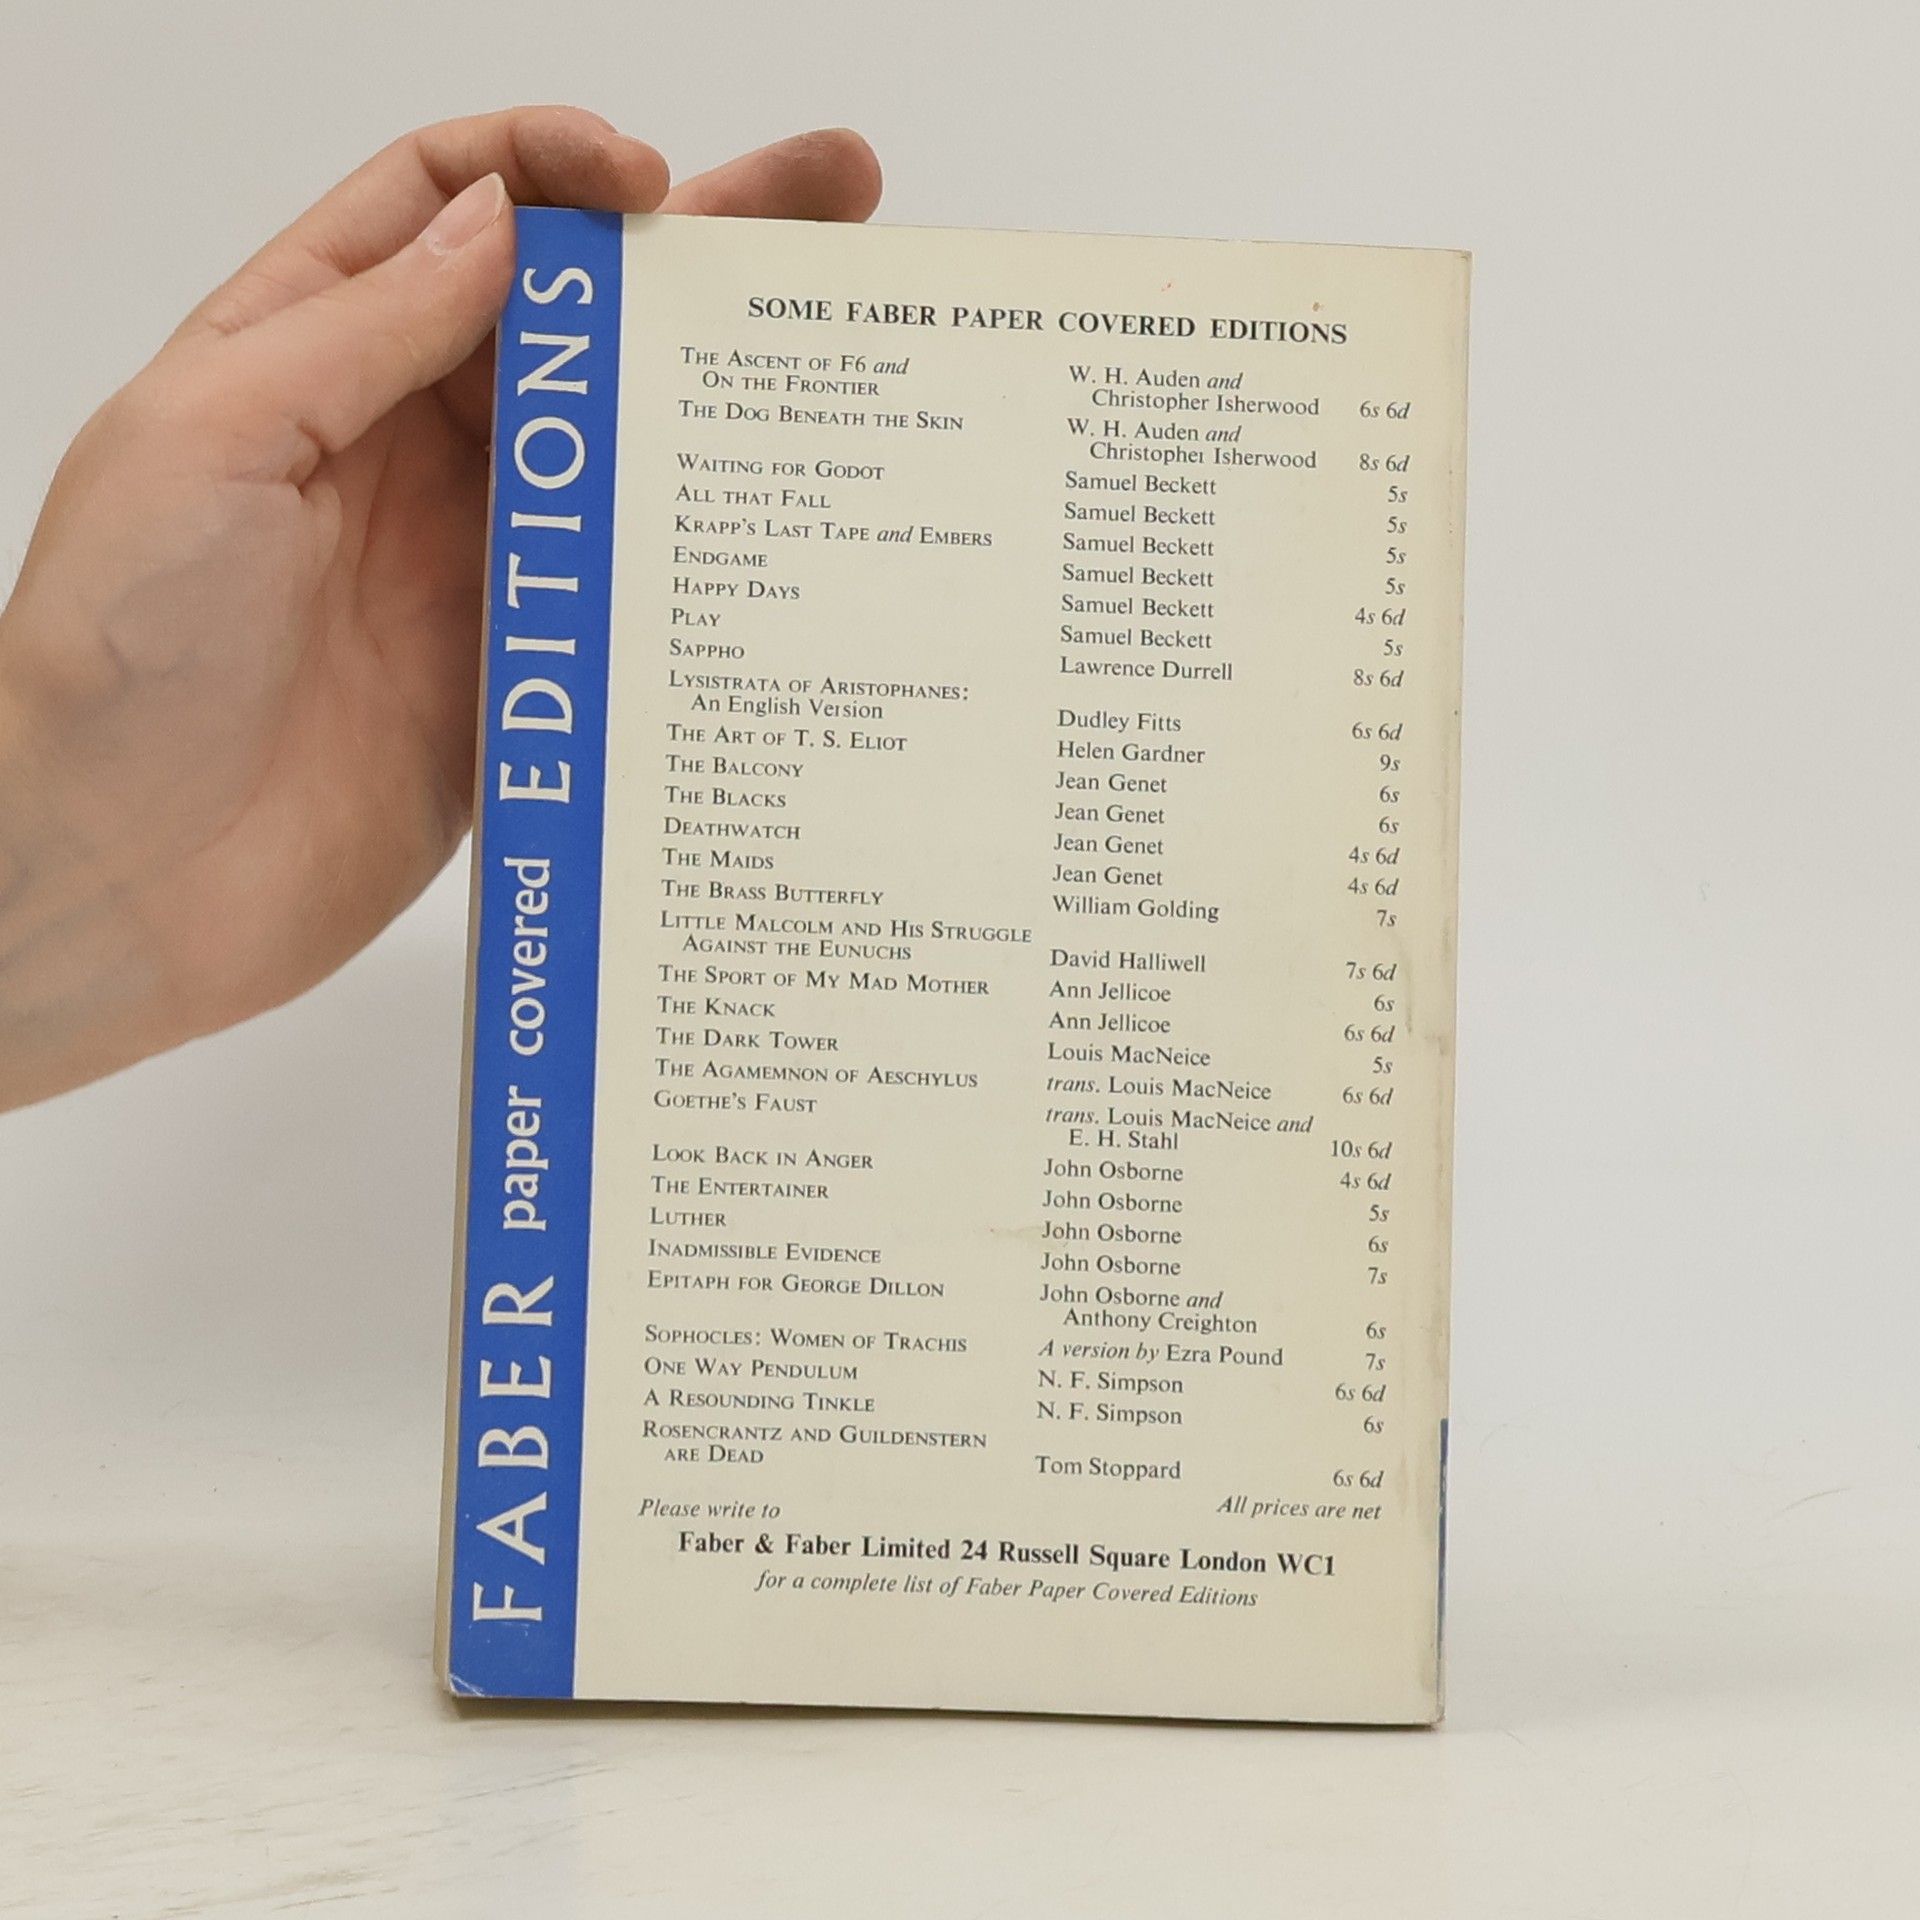 FABER paper covered EDITIONS
SOME FABER PAPER COVERED EDITIONS
THE ASCENT OF F6 and
ON THE FRONTIER W. H. Auden and
Christopher Isherwood 6s 6d
THE DOG BENEATH THE SKIN W. H. Auden and
Christopher Isherwood 8s 6d
WAITING FOR GODOT Samuel Beckett 5s
ALL THAT FALL Samuel Beckett 5s
KRAPP'S LAST TAPE and EMBERS Samuel Beckett 5s
ENDGAME Samuel Beckett 5s
HAPPY DAYS Samuel Beckett 4s 6d
PLAY Samuel Beckett 5s
SAPPHO Lawrence Durrell 8s 6d
LYSISTRATA OF ARISTOPHANES:
An English Version Dudley Fitts 6s 6d
THE ART OF T. S. ELIOT Helen Gardner 9s
THE BALCONY Jean Genet 6s
THE BLACKS Jean Genet 6s
DEATHWATCH Jean Genet 4s 6d
THE MAIDS Jean Genet 4s 6d
THE BRASS BUTTERFLY William Golding 7s
LITTLE MALCOLM AND HIS STRUGGLE
AGAINST THE EUNUCHS David Halliwell 7s 6d
THE SPORT OF MY MAD MOTHER Ann Jellicoe 6s
THE KNACK Ann Jellicoe 6s 6d
THE DARK TOWER Louis MacNeice 5s
THE AGAMEMNON OF AESCHYLUS trans. Louis MacNeice 6s 6d
GOETHE'S FAUST trans. Louis MacNeice and
E. H. Stahl 10s 6d
LOOK BACK IN ANGER John Osborne 4s 6d
THE ENTERTAINER John Osborne 5s
LUTHER John Osborne 6s
INADMISSIBLE EVIDENCE John Osborne 7s
EPITAPH FOR GEORGE DILLON John Osborne and
Anthony Creighton 6s
SOPHOCLES: WOMEN OF TRACHIS A version by Ezra Pound 7s
ONE WAY PENDULUM N. F. Simpson 6s 6d
A RESOUNDING TINKLE N. F. Simpson 6s
ROSENCRANTZ AND GUILDENSTERN
ARE DEAD Tom Stoppard 6s 6d
Please write to All prices are net
Faber & Faber Limited 24 Russell Square London WC1
for a complete list of Faber Paper Covered Editions